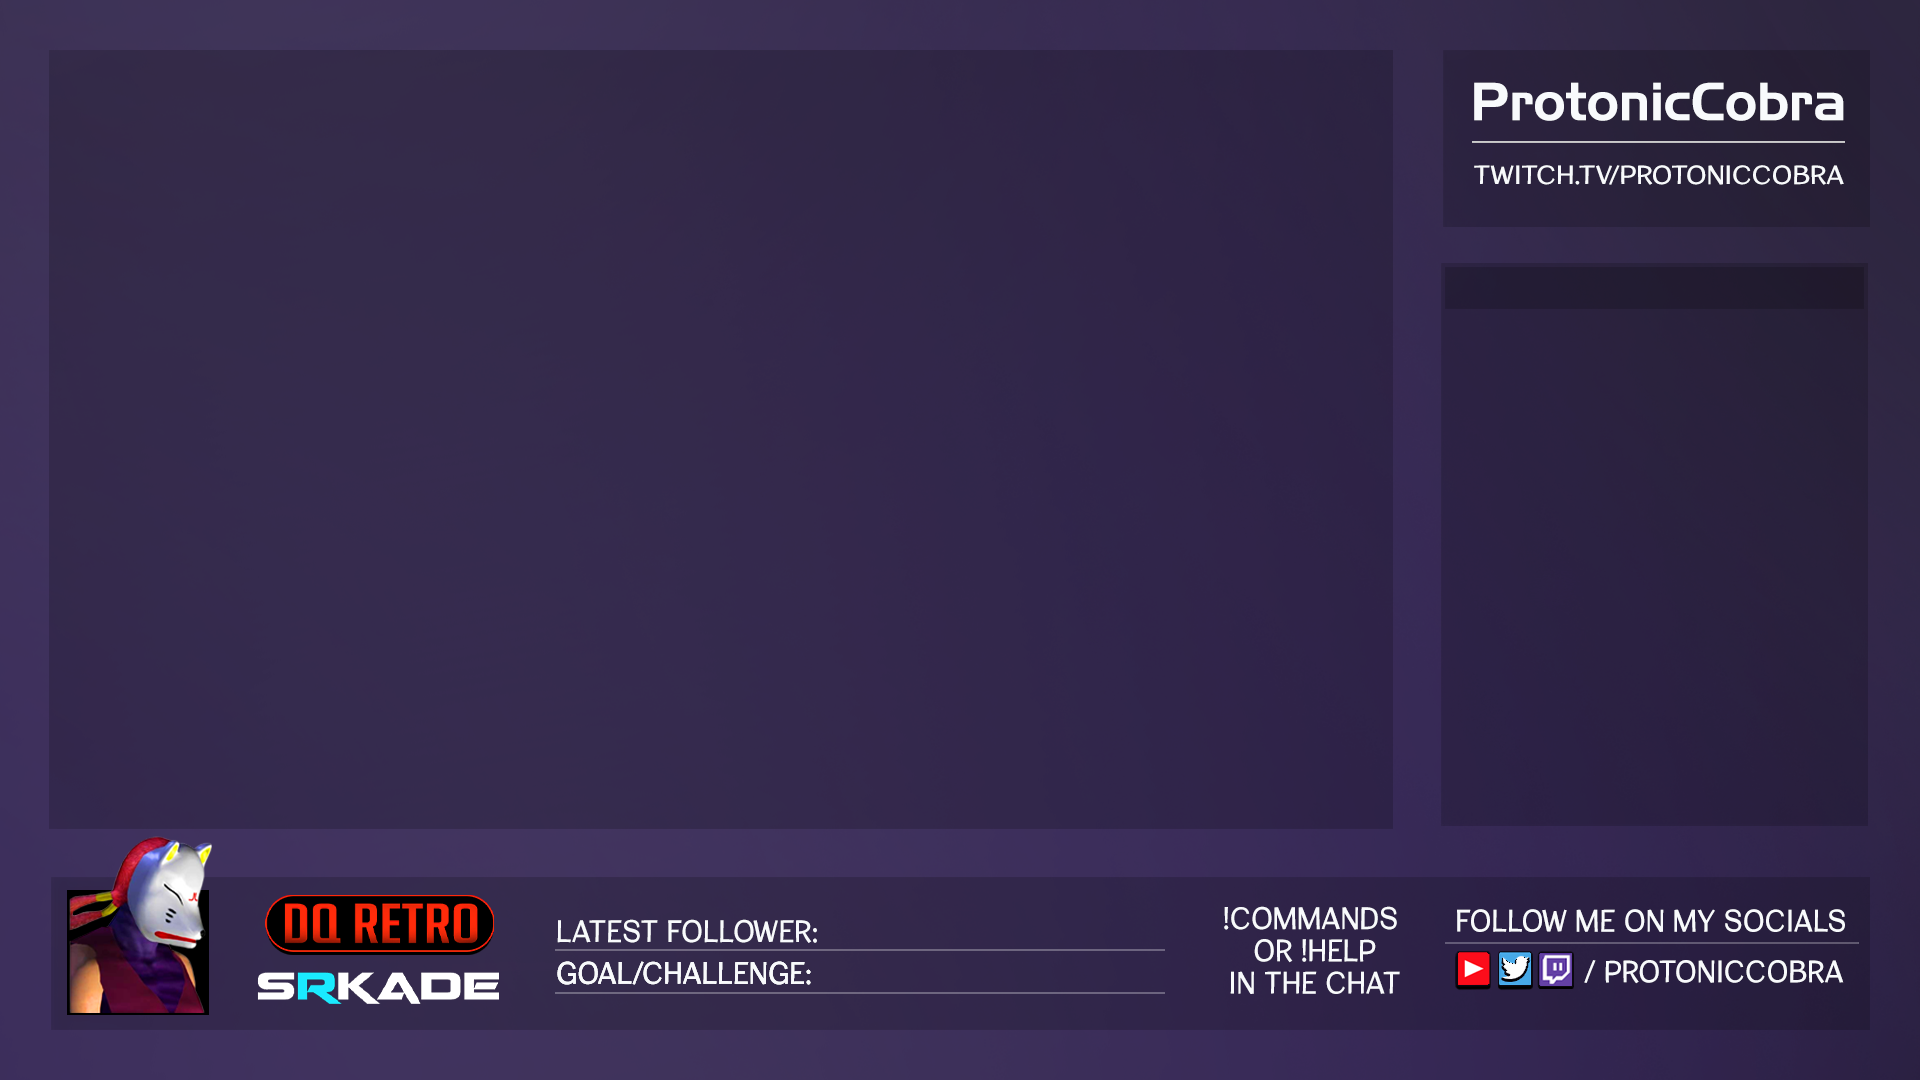 ProtonicCobra
TWITCH.TV/PROTONICCOBRA
DQ RETRO
SRKADE
LATEST FOLLOWER:
GOAL/CHALLENGE:
!COMMANDS
OR !HELP
IN THE CHAT
FOLLOW ME ON MY SOCIALS
/ PROTONICCOBRA